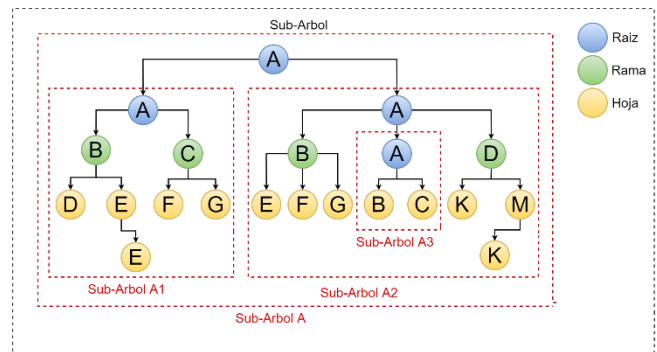 Sub-Arbol
A
Raiz
Rama
Hoja
A A
B C B A D
D E F G E F G B C K M
Sub-Arbol A3
E K
Sub-Arbol A1 Sub-Arbol A2
Sub-Arbol A